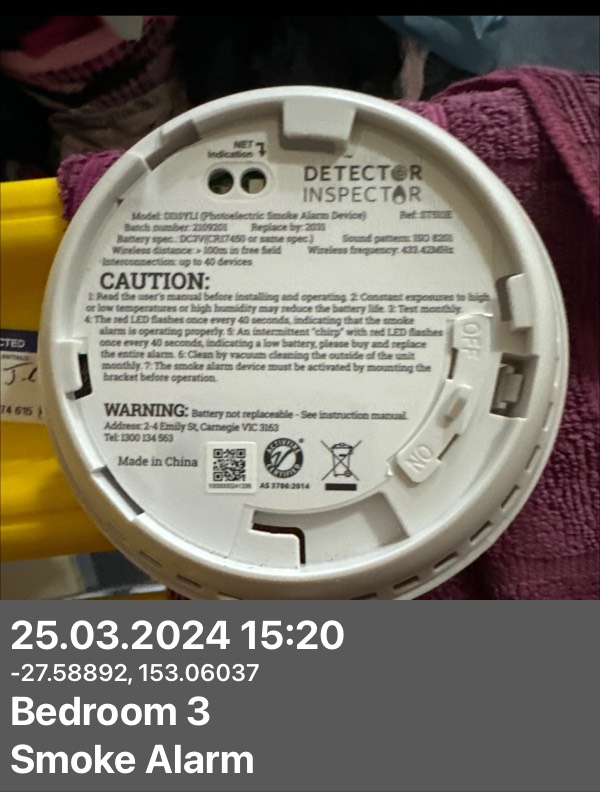 NET
Indication
DETECTOR
INSPECTOR
Model: DD10YLI (Photoelectric Smoke Alarm Device) Ref:
Batch number: 2109201 Replace by: 2031
Battery spec.: DC3V(CR17450 or same spec.) Sound pattern: ISO 8201
Wireless distance: > 100m in free field Wireless frequency: 433.42MHz
Interconnection: up to 40 devices
CAUTION:
1: Read the user's manual before installing and operating. 2: Constant exposures to high
or low temperatures or high humidity may reduce the battery life. 3: Test monthly.
4: The red LED flashes once every 40 seconds, indicating that the smoke
alarm is operating properly. 5: An intermittent "chirp" with red LED flashes
once every 40 seconds, indicating a low battery, please buy and replace
the entire alarm. 6: Clean by vacuum cleaning the outside of the unit
monthly. 7: The smoke alarm device must be activated by mounting the
bracket before operation.
OFF
WARNING: Battery not replaceable - See instruction manual.
Address: 2-4 Emily St, Carnegie VIC 3163
Tel: 1300 134 563
ON
Made in China
AS 3786:2014
CTED
INITIALS:
J.L
74 615
25.03.2024 15:20
-27.58892, 153.06037
Bedroom 3
Smoke Alarm